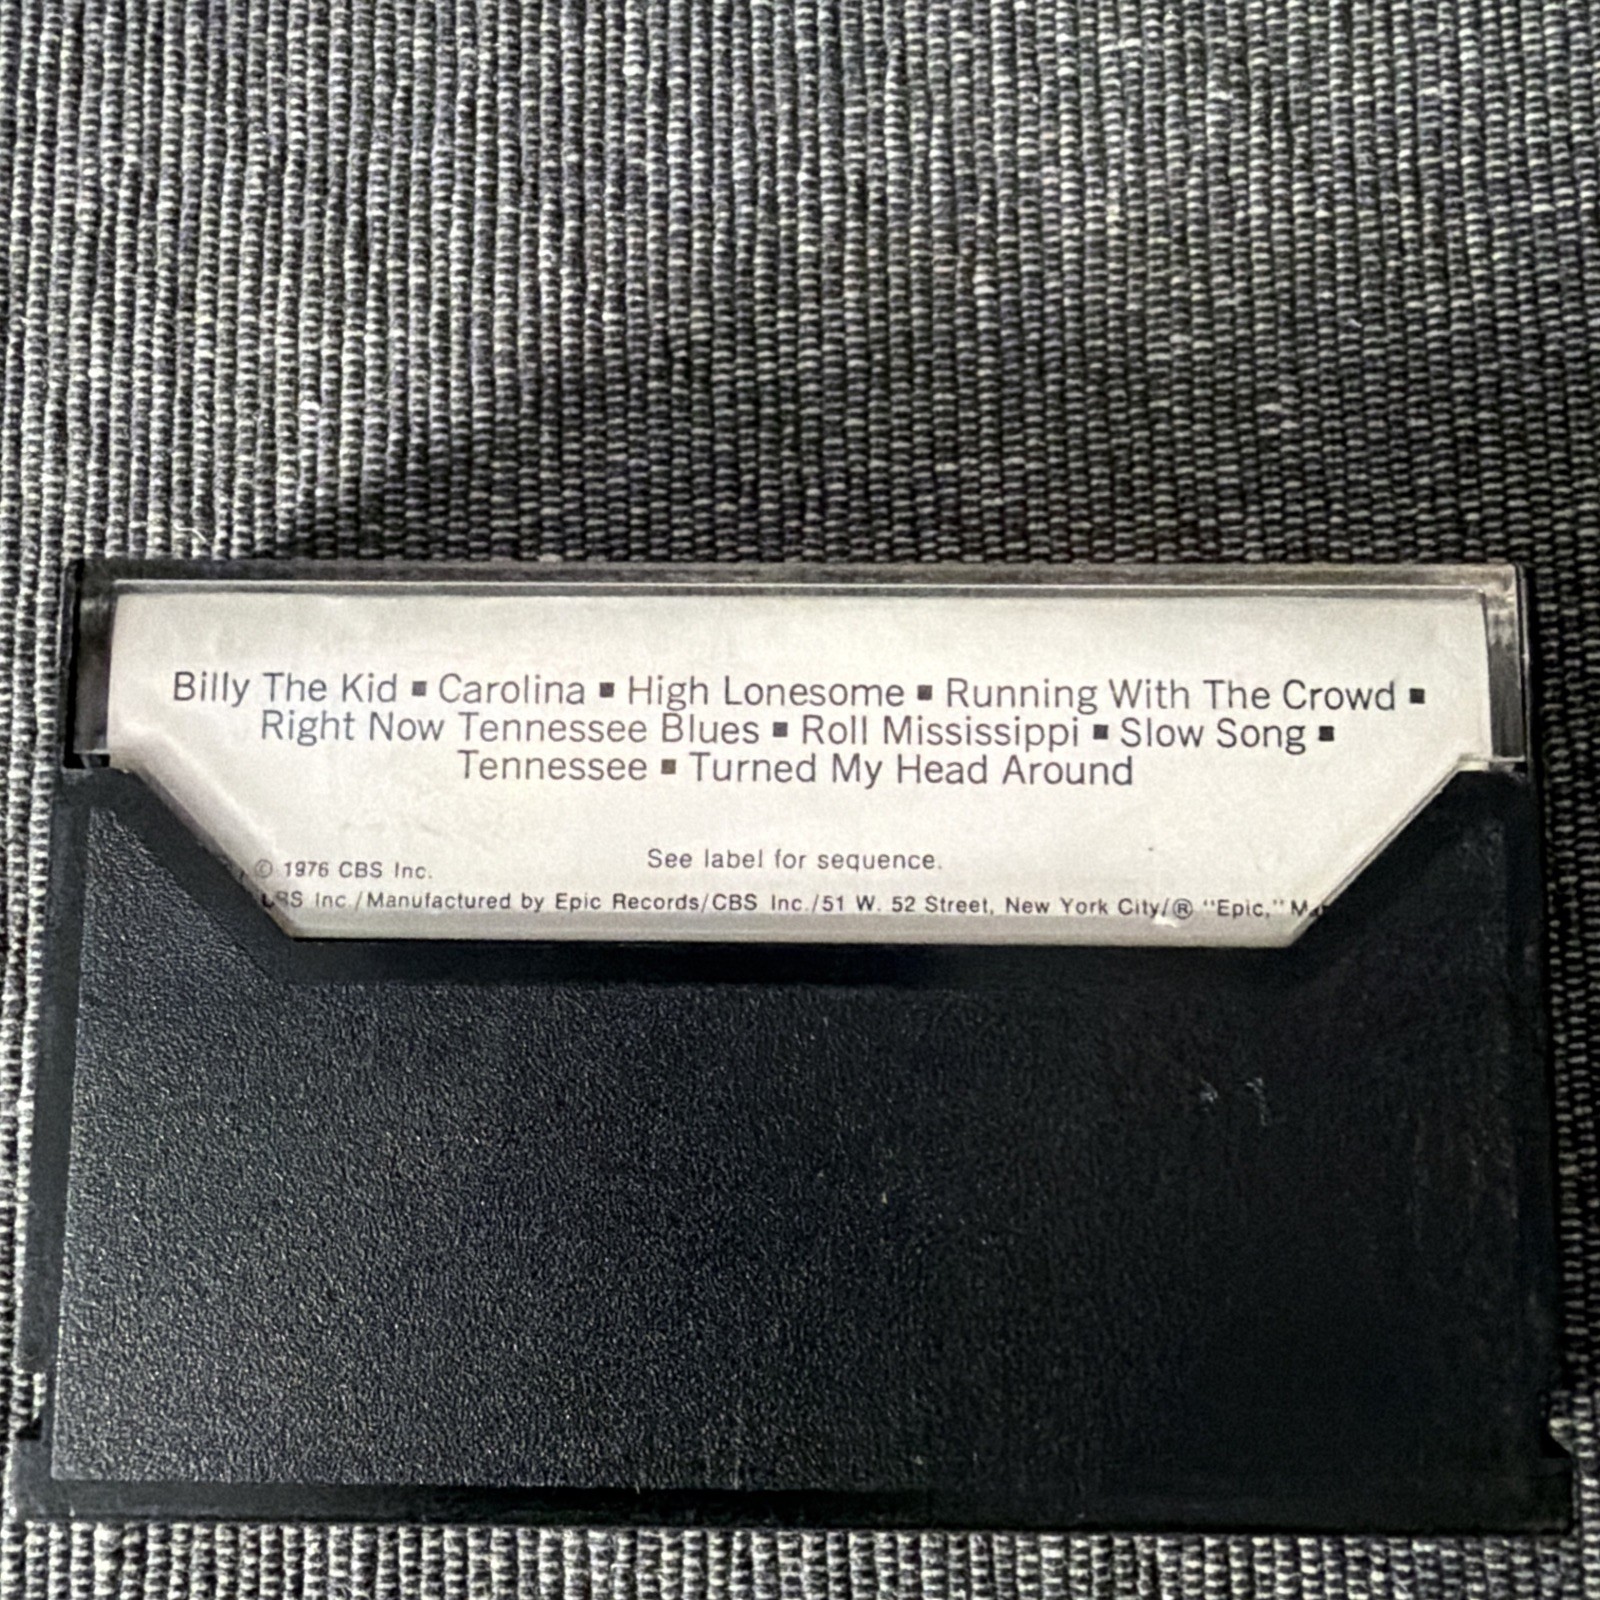 Billy The Kid ▪ Carolina ▪ High Lonesome ▪ Running With The Crowd ▪
Right Now Tennessee Blues ▪ Roll Mississippi ▪ Slow Song ▪
Tennessee ▪ Turned My Head Around
See label for sequence.
© 1976 CBS Inc.
CBS Inc./Manufactured by Epic Records/CBS Inc./51 W. 52 Street, New York City/® "Epic,"